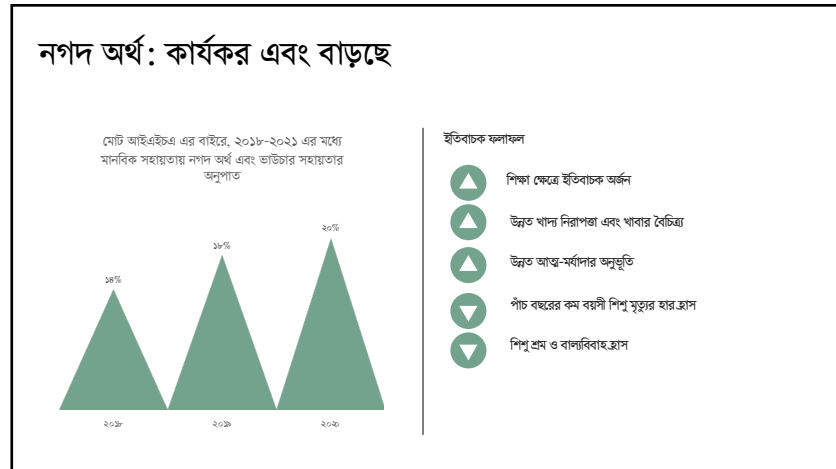 নগদ অর্থ: কার্যকর এবং বাড়ছে
মোট আইএইচএ এর বাইরে, ২০১৮-২০২১ এর মধ্যে
মানবিক সহায়তায় নগদ অর্থ এবং ভাউচার সহায়তার
অনুপাত
২০%
১৮%
১৪%
২০১৮
২০১৯
২০২০
ইতিবাচক ফলাফল
শিক্ষা ক্ষেত্রে ইতিবাচক অর্জন
উন্নত খাদ্য নিরাপত্তা এবং খাবার বৈচিত্র্য
উন্নত আত্ম-মর্যাদার অনুভূতি
পাঁচ বছরের কম বয়সী শিশু মৃত্যুর হার হ্রাস
শিশু শ্রম ও বাল্যবিবাহ হ্রাস